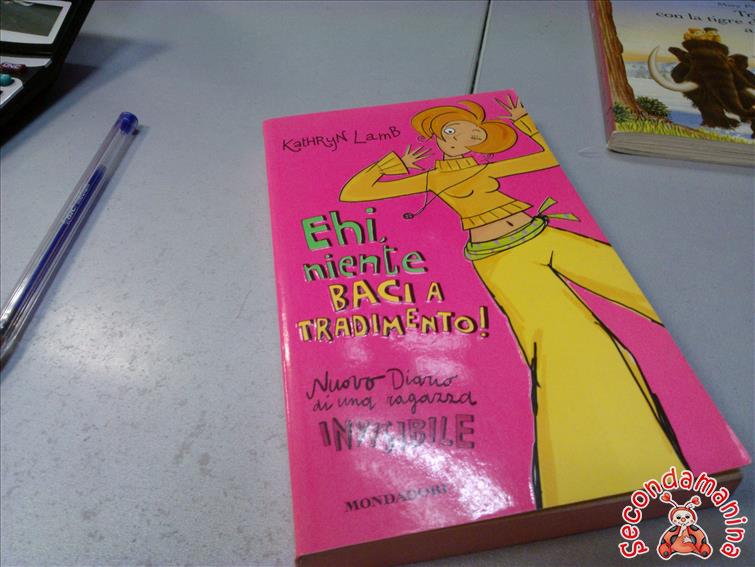 KatHRyN LamB
Ehi,
niente
BACI A
TRADIMENTO!
Nuovo Diario
di una ragazza
INVISIBILE
MONDADORI
con la tigre
secondamanina